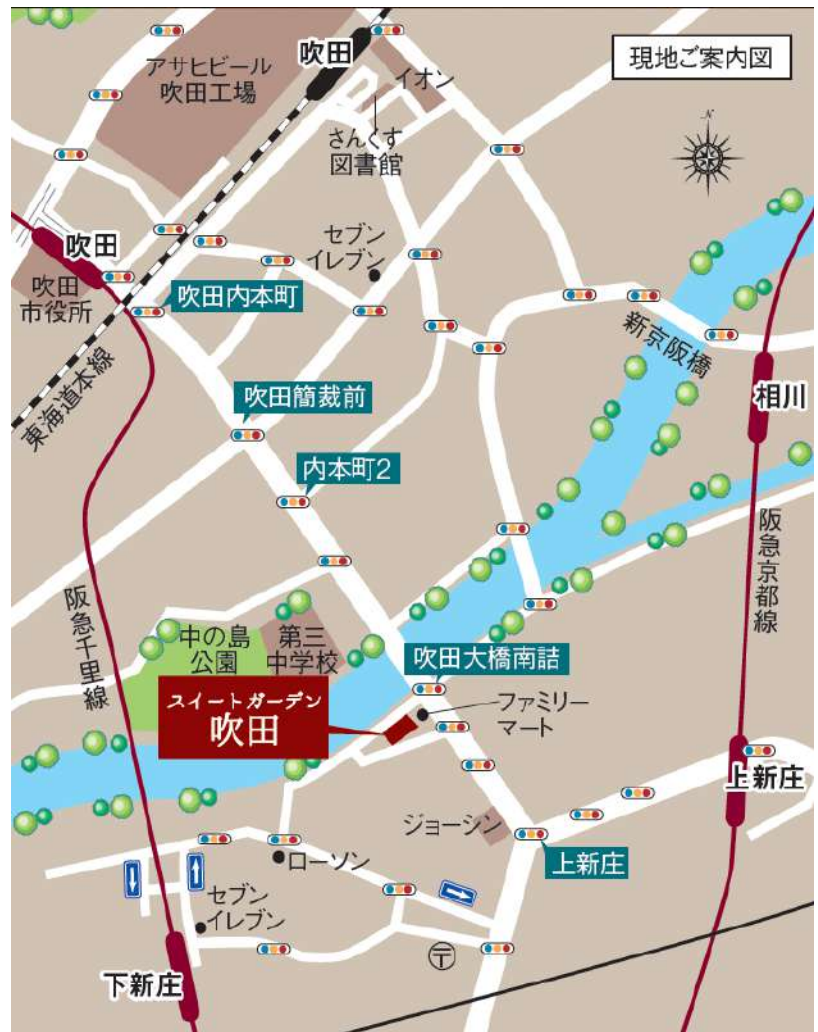 現地ご案内図
吹田
アサヒビール
吹田工場
イオン
さんくす
図書館
N
吹田
吹田
市役所
セブン
イレブン
吹田内本町
東海道本線
新京阪橋
吹田簡裁前
相川
内本町2
阪急京都線
阪急千里線
中の島
公園
第三
中学校
吹田大橋南詰
スイートガーデン
吹田
ファミリー
マート
上新庄
ジョーシン
上新庄
ローソン
セブン
イレブン
〒
下新庄